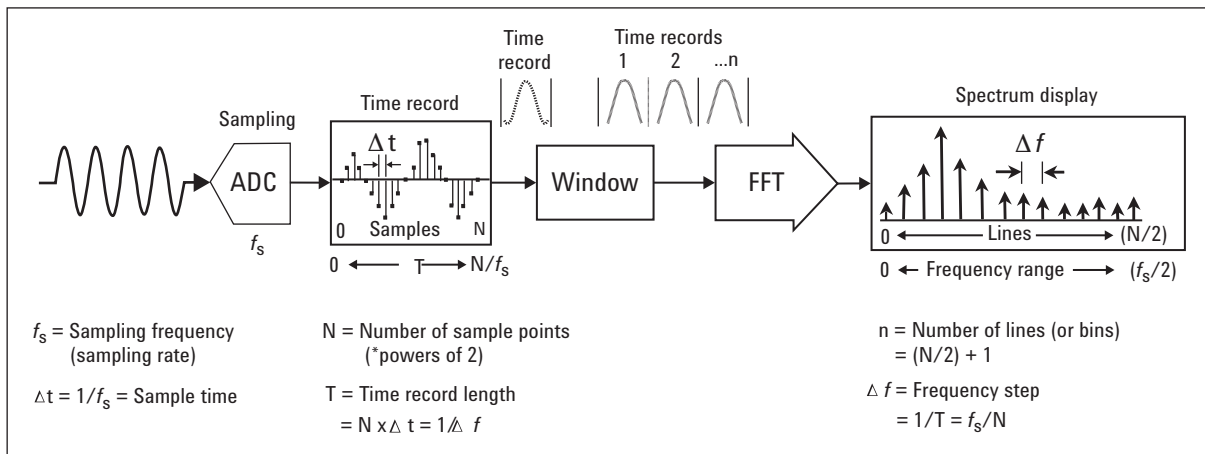 Time
record
Time records
1 2 ...n
Sampling
Time record
Spectrum display
Δ t
Δ f
ADC
Window
FFT
0 Samples N
0 Lines (N/2)
f_s
0 T N/f_s
0 Frequency range (f_s/2)
f_s = Sampling frequency
(sampling rate)
Δ t = 1/f_s = Sample time
N = Number of sample points
(*powers of 2)
T = Time record length
= N x Δ t = 1/Δ f
n = Number of lines (or bins)
= (N/2) + 1
Δ f = Frequency step
= 1/T = f_s/N